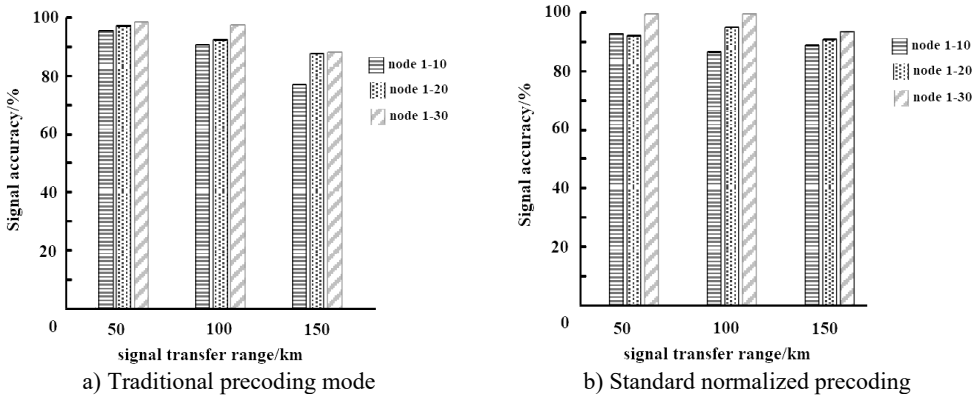 100
80
60
40
20
0
Signal accuracy/%
50 100 150
signal transfer range/km
node 1-10
node 1-20
node 1-30
a) Traditional precoding mode
100
80
60
40
20
0
Signal accuracy/%
50 100 150
signal transfer range/km
node 1-10
node 1-20
node 1-30
b) Standard normalized precoding